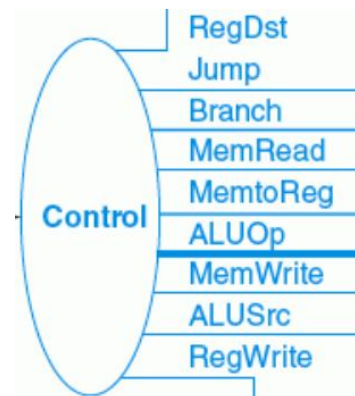 RegDst
Jump
Branch
MemRead
MemtoReg
Control
ALUOp
MemWrite
ALUSrc
RegWrite